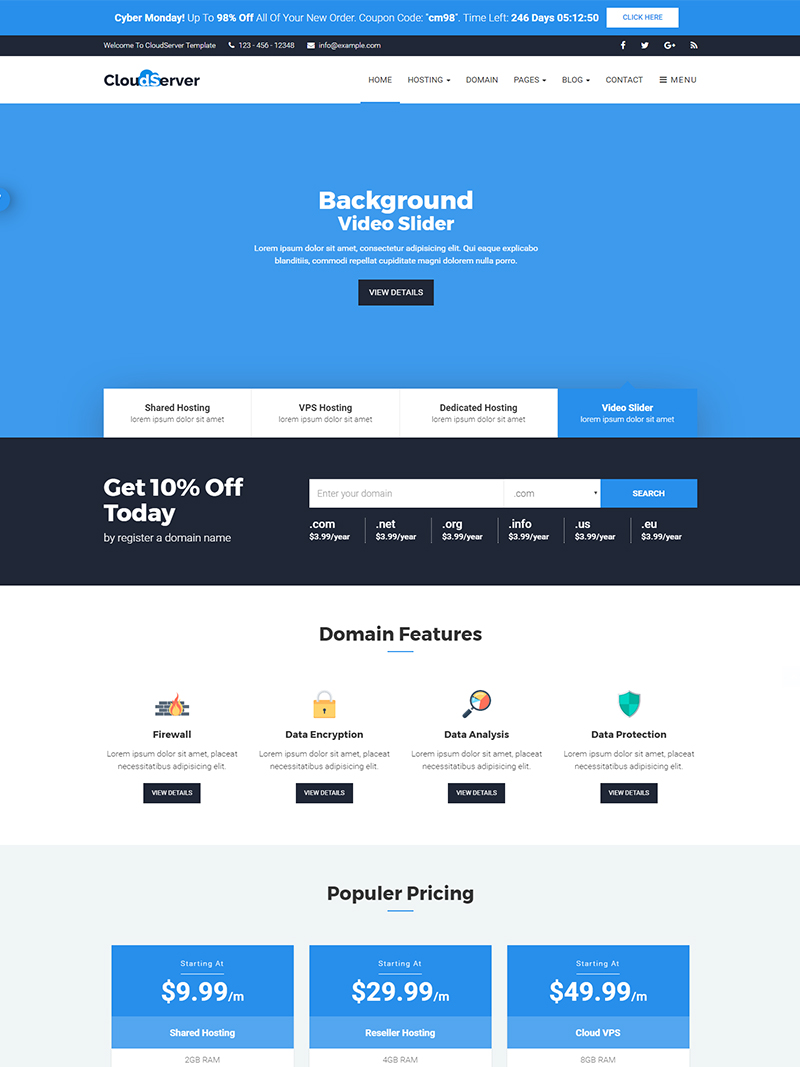 Cyber Monday! Up To 98% Off All Of Your New Order. Coupon Code: "cm98". Time Left: 246 Days 05:12:50 CLICK HERE
Welcome To CloudServer Template 123 - 456 - 12348 info@example.com
CloudServer HOME HOSTING DOMAIN PAGES BLOG CONTACT MENU
Background
Video Slider
Lorem ipsum dolor sit amet, consectetur adipisicing elit. Qui eaque explicabo
blanditiis, commodi repellat cupiditate magni dolorem nulla porro.
VIEW DETAILS
Shared Hosting VPS Hosting Dedicated Hosting Video Slider
lorem ipsum dolor sit amet lorem ipsum dolor sit amet lorem ipsum dolor sit amet lorem ipsum dolor sit amet
Get 10% Off
Today
by register a domain name
Enter your domain .com SEARCH
.com .net .org .info .us .eu
$3.99/year $3.99/year $3.99/year $3.99/year $3.99/year $3.99/year
Domain Features
Firewall Data Encryption Data Analysis Data Protection
Lorem ipsum dolor sit amet, placeat Lorem ipsum dolor sit amet, placeat Lorem ipsum dolor sit amet, placeat Lorem ipsum dolor sit amet, placeat
necessitatibus adipisicing elit. necessitatibus adipisicing elit. necessitatibus adipisicing elit. necessitatibus adipisicing elit.
VIEW DETAILS VIEW DETAILS VIEW DETAILS VIEW DETAILS
Populer Pricing
Starting At Starting At Starting At
$9.99/m $29.99/m $49.99/m
Shared Hosting Reseller Hosting Cloud VPS
2GB RAM 4GB RAM 8GB RAM